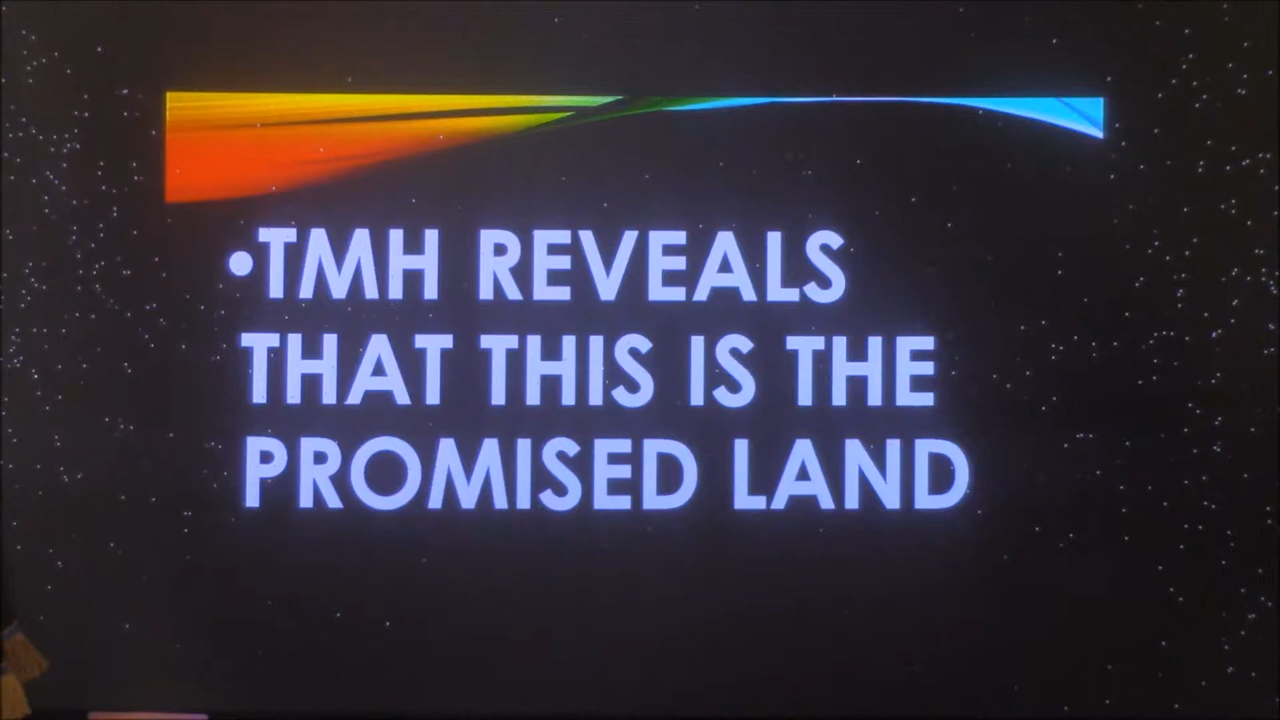 •TMH REVEALS
THAT THIS IS THE
PROMISED LAND